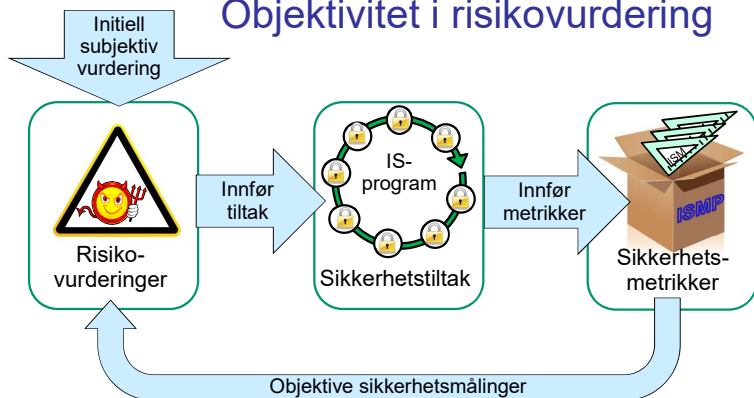 Objektivitet i risikovurdering
Initiell
subjektiv
vurdering
Risiko-
vurderinger
Innfør
tiltak
IS-
program
Sikkerhetstiltak
Innfør
metrikker
ISM
ISMP
Sikkerhets-
metrikker
Objektive sikkerhetsmålinger